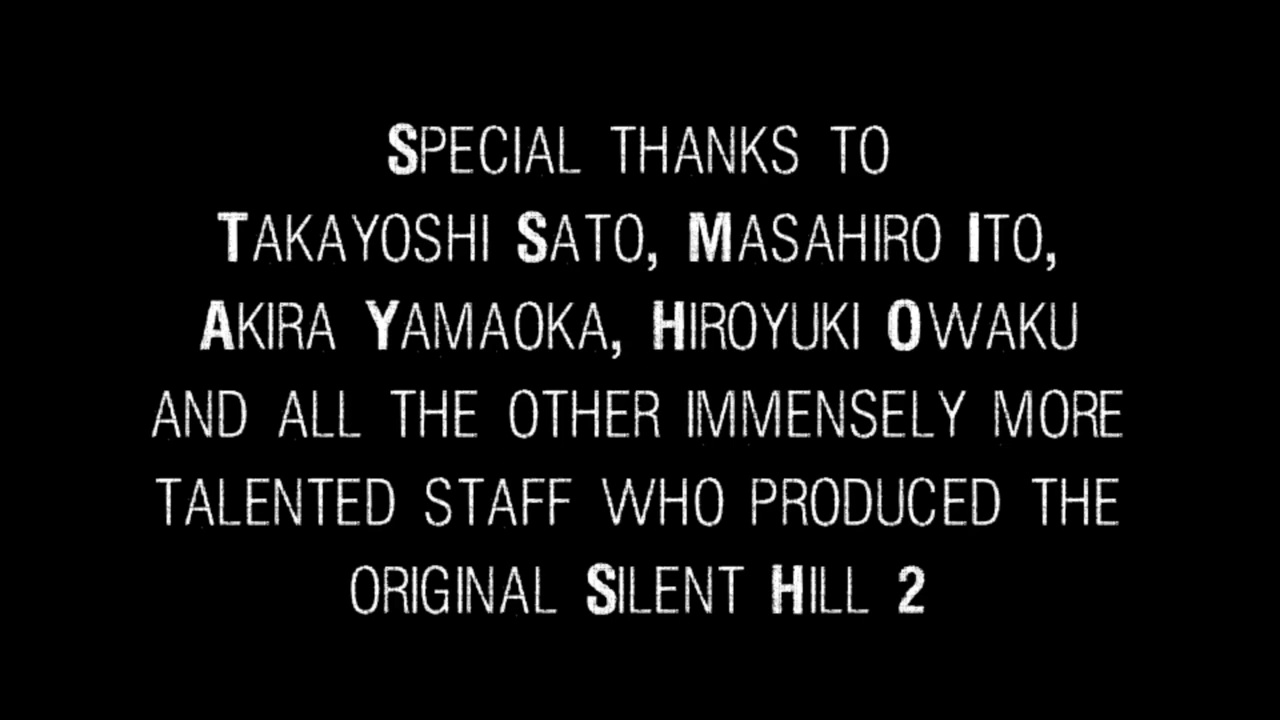 SPECIAL THANKS TO
TAKAYOSHI SATO, MASAHIRO ITO,
AKIRA YAMAOKA, HIROYUKI OWAKU
AND ALL THE OTHER IMMENSELY MORE
TALENTED STAFF WHO PRODUCED THE
ORIGINAL SILENT HILL 2